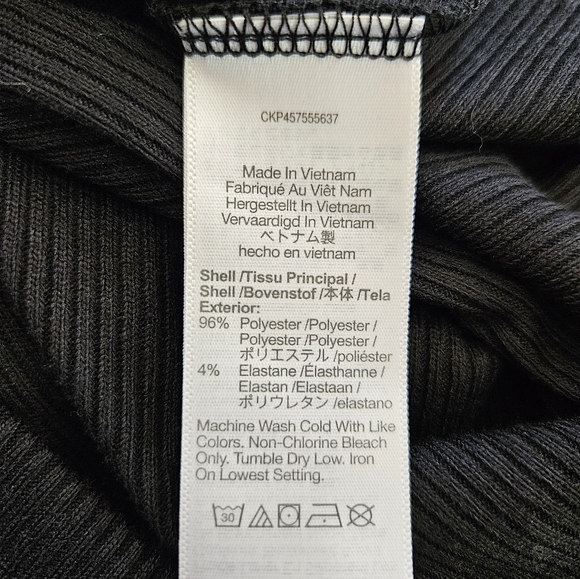 CKP457555637
Made In Vietnam
Fabriqué Au Viêt Nam
Hergestellt In Vietnam
Vervaardigd In Vietnam
ベトナム製
hecho en vietnam
Shell /Tissu Principal /
Shell /Bovenstof /本体 /Tela
Exterior:
96% Polyester /Polyester /
Polyester /Polyester /
ポリエステル /poliéster
4% Elastane /Élasthanne /
Elastan /Elastaan /
ポリウレタン /elastano
Machine Wash Cold With Like
Colors. Non-Chlorine Bleach
Only. Tumble Dry Low. Iron
On Lowest Setting.
30